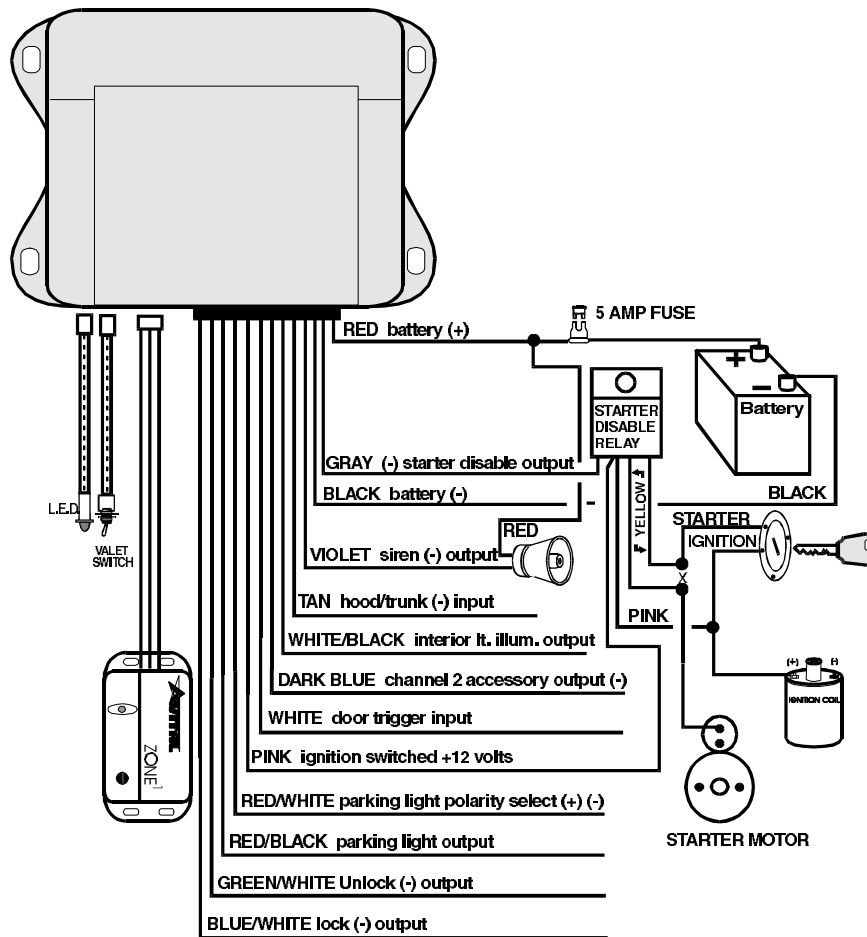 5 AMP FUSE
RED battery (+)
+
-
Battery
STARTER
DISABLE
RELAY
GRAY (-) starter disable output
BLACK battery (-)
-
BLACK
YELLOW
STARTER
IGNITION
L.E.D.
VALET
SWITCH
RED
VIOLET siren (-) output
X
TAN hood/trunk (-) input
PINK
WHITE/BLACK interior lt. illum. output
(+) (-)
DARK BLUE channel 2 accessory output (-)
IGNITION COIL
AVITAL
ZONE 1
WHITE door trigger input
PINK ignition switched +12 volts
RED/WHITE parking light polarity select (+) (-)
RED/BLACK parking light output
STARTER MOTOR
GREEN/WHITE Unlock (-) output
BLUE/WHITE lock (-) output